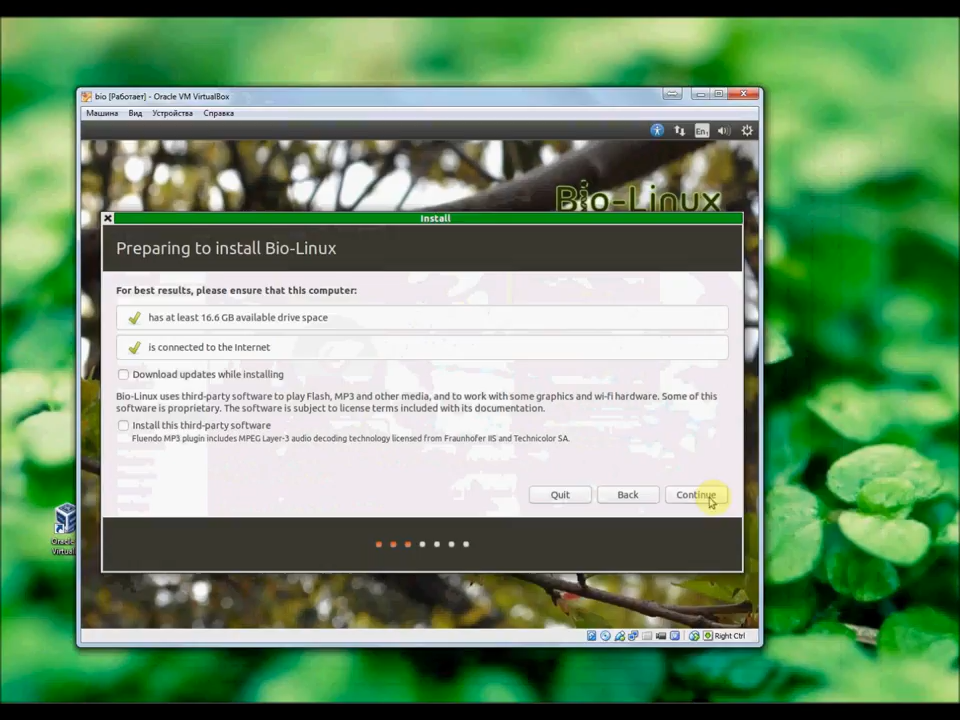 bio [Работает] - Oracle VM VirtualBox
Машина Вид Устройства Справка
En
Bio-Linux
Install
Preparing to install Bio-Linux
For best results, please ensure that this computer:
has at least 16.6 GB available drive space
is connected to the Internet
Download updates while installing
Bio-Linux uses third-party software to play Flash, MP3 and other media, and to work with some graphics and wi-fi hardware. Some of this
software is proprietary. The software is subject to license terms included with its documentation.
Install this third-party software
Fluendo MP3 plugin includes MPEG Layer-3 audio decoding technology licensed from Fraunhofer IIS and Technicolor SA.
Quit Back Continue
Oracle
Virtual
Right Ctrl